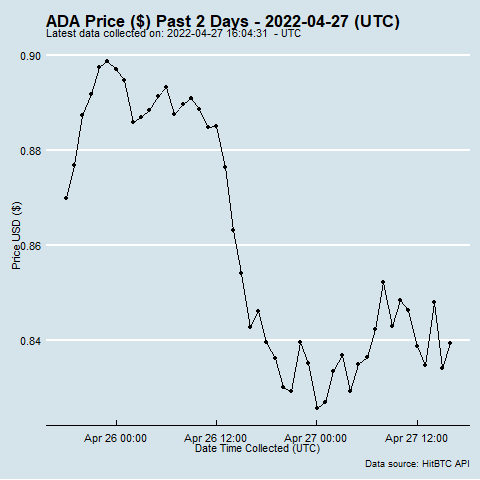 ADA Price ($) Past 2 Days - 2022-04-27 (UTC)
Latest data collected on: 2022-04-27 16:04:31 - UTC
0.90
0.88
0.86
0.84
Price USD ($)
Apr 26 00:00 Apr 26 12:00 Apr 27 00:00 Apr 27 12:00
Date Time Collected (UTC)
Data source: HitBTC API